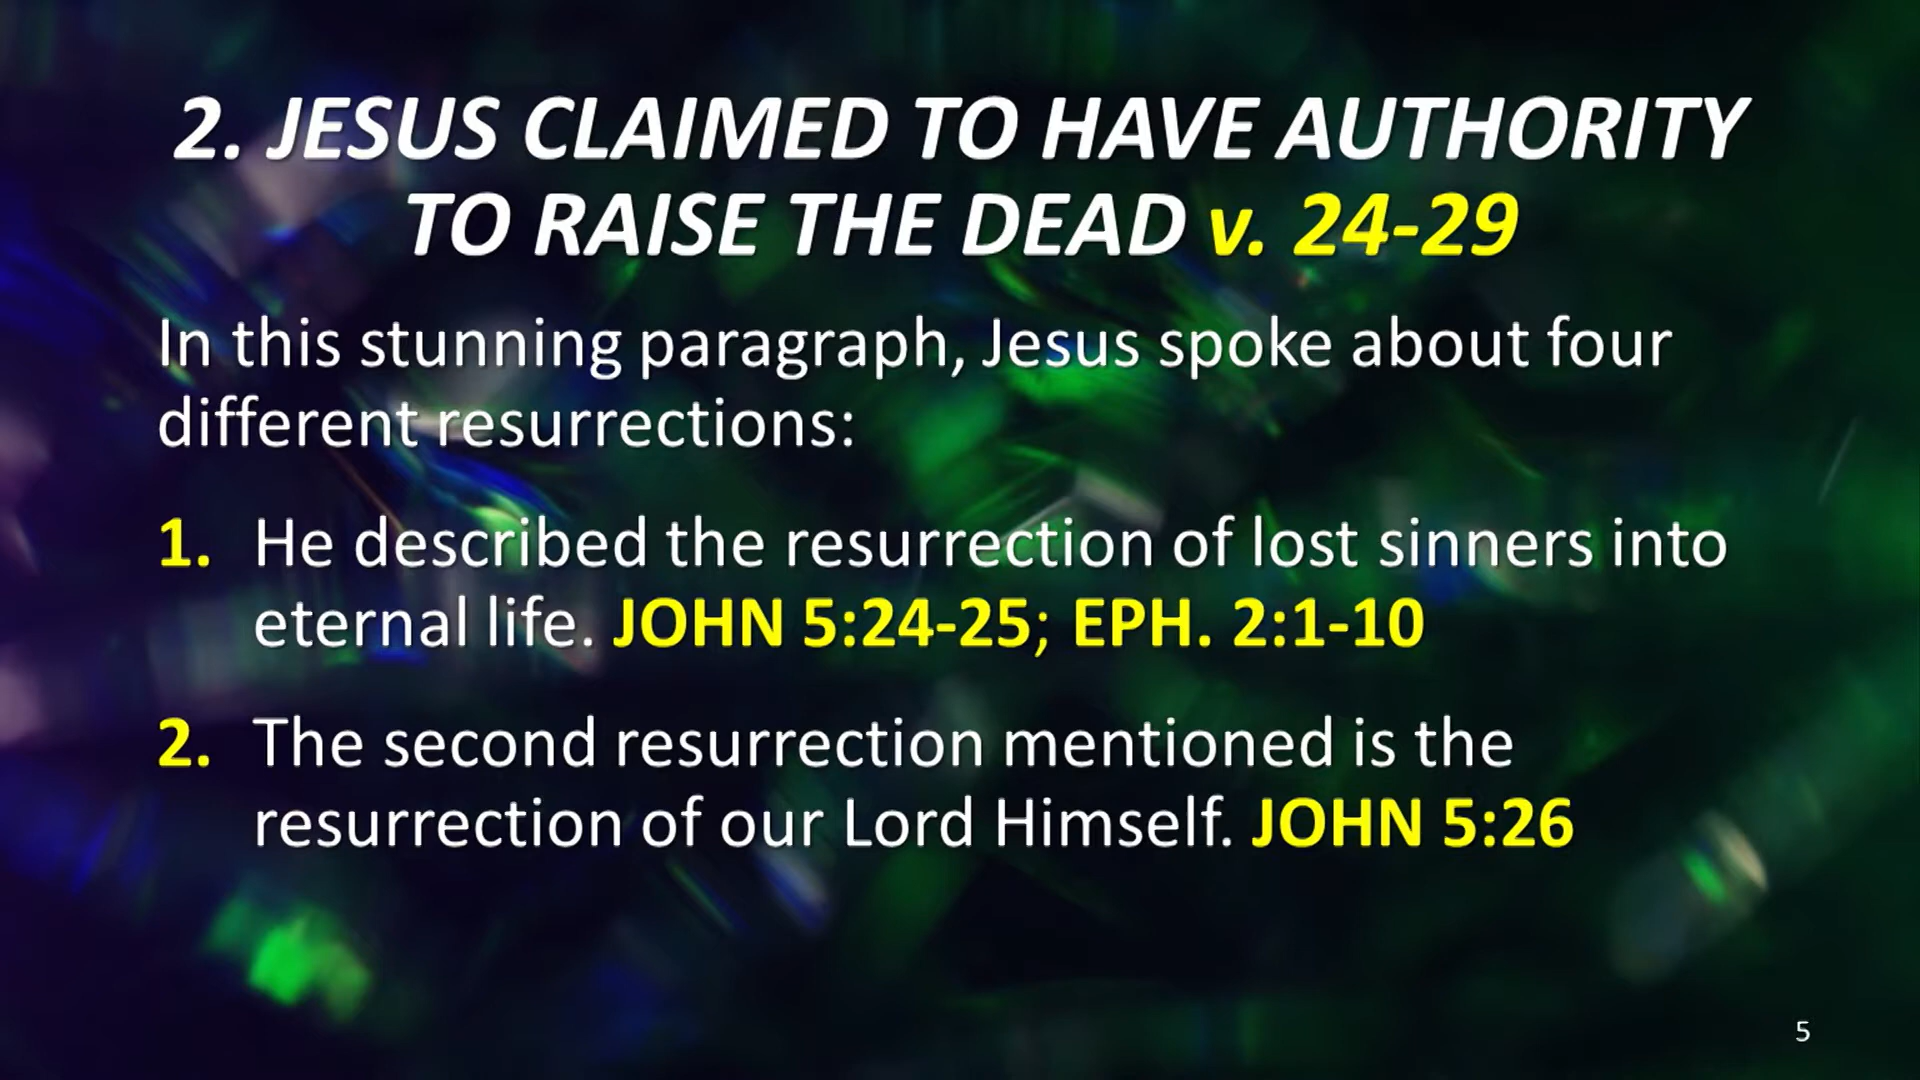 2. JESUS CLAIMED TO HAVE AUTHORITY
TO RAISE THE DEAD v. 24-29
In this stunning paragraph, Jesus spoke about four
different resurrections:
1. He described the resurrection of lost sinners into
eternal life. JOHN 5:24-25; EPH. 2:1-10
2. The second resurrection mentioned is the
resurrection of our Lord Himself. JOHN 5:26
5